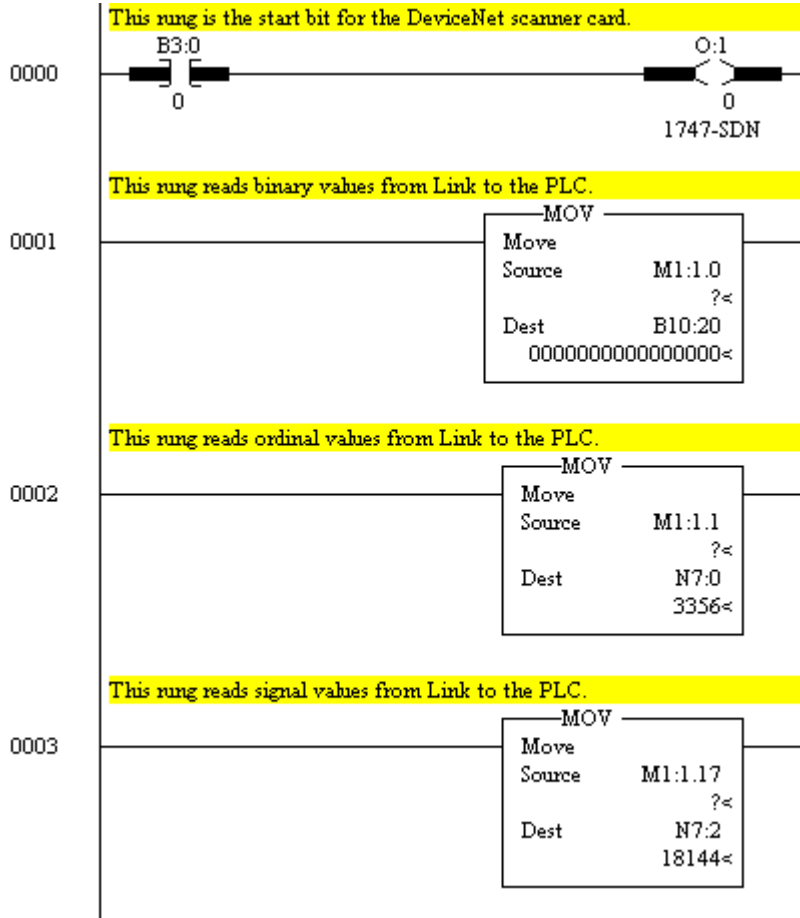 This rung is the start bit for the DeviceNet scanner card.
B3:0 O:1
0000
0 0
1747-SDN
This rung reads binary values from Link to the PLC.
MOV
0001 Move
Source M1:1.0
?<
Dest B10:20
0000000000000000<
This rung reads ordinal values from Link to the PLC.
MOV
0002 Move
Source M1:1.1
?<
Dest N7:0
3356<
This rung reads signal values from Link to the PLC.
MOV
0003 Move
Source M1:1.17
?<
Dest N7:2
18144<